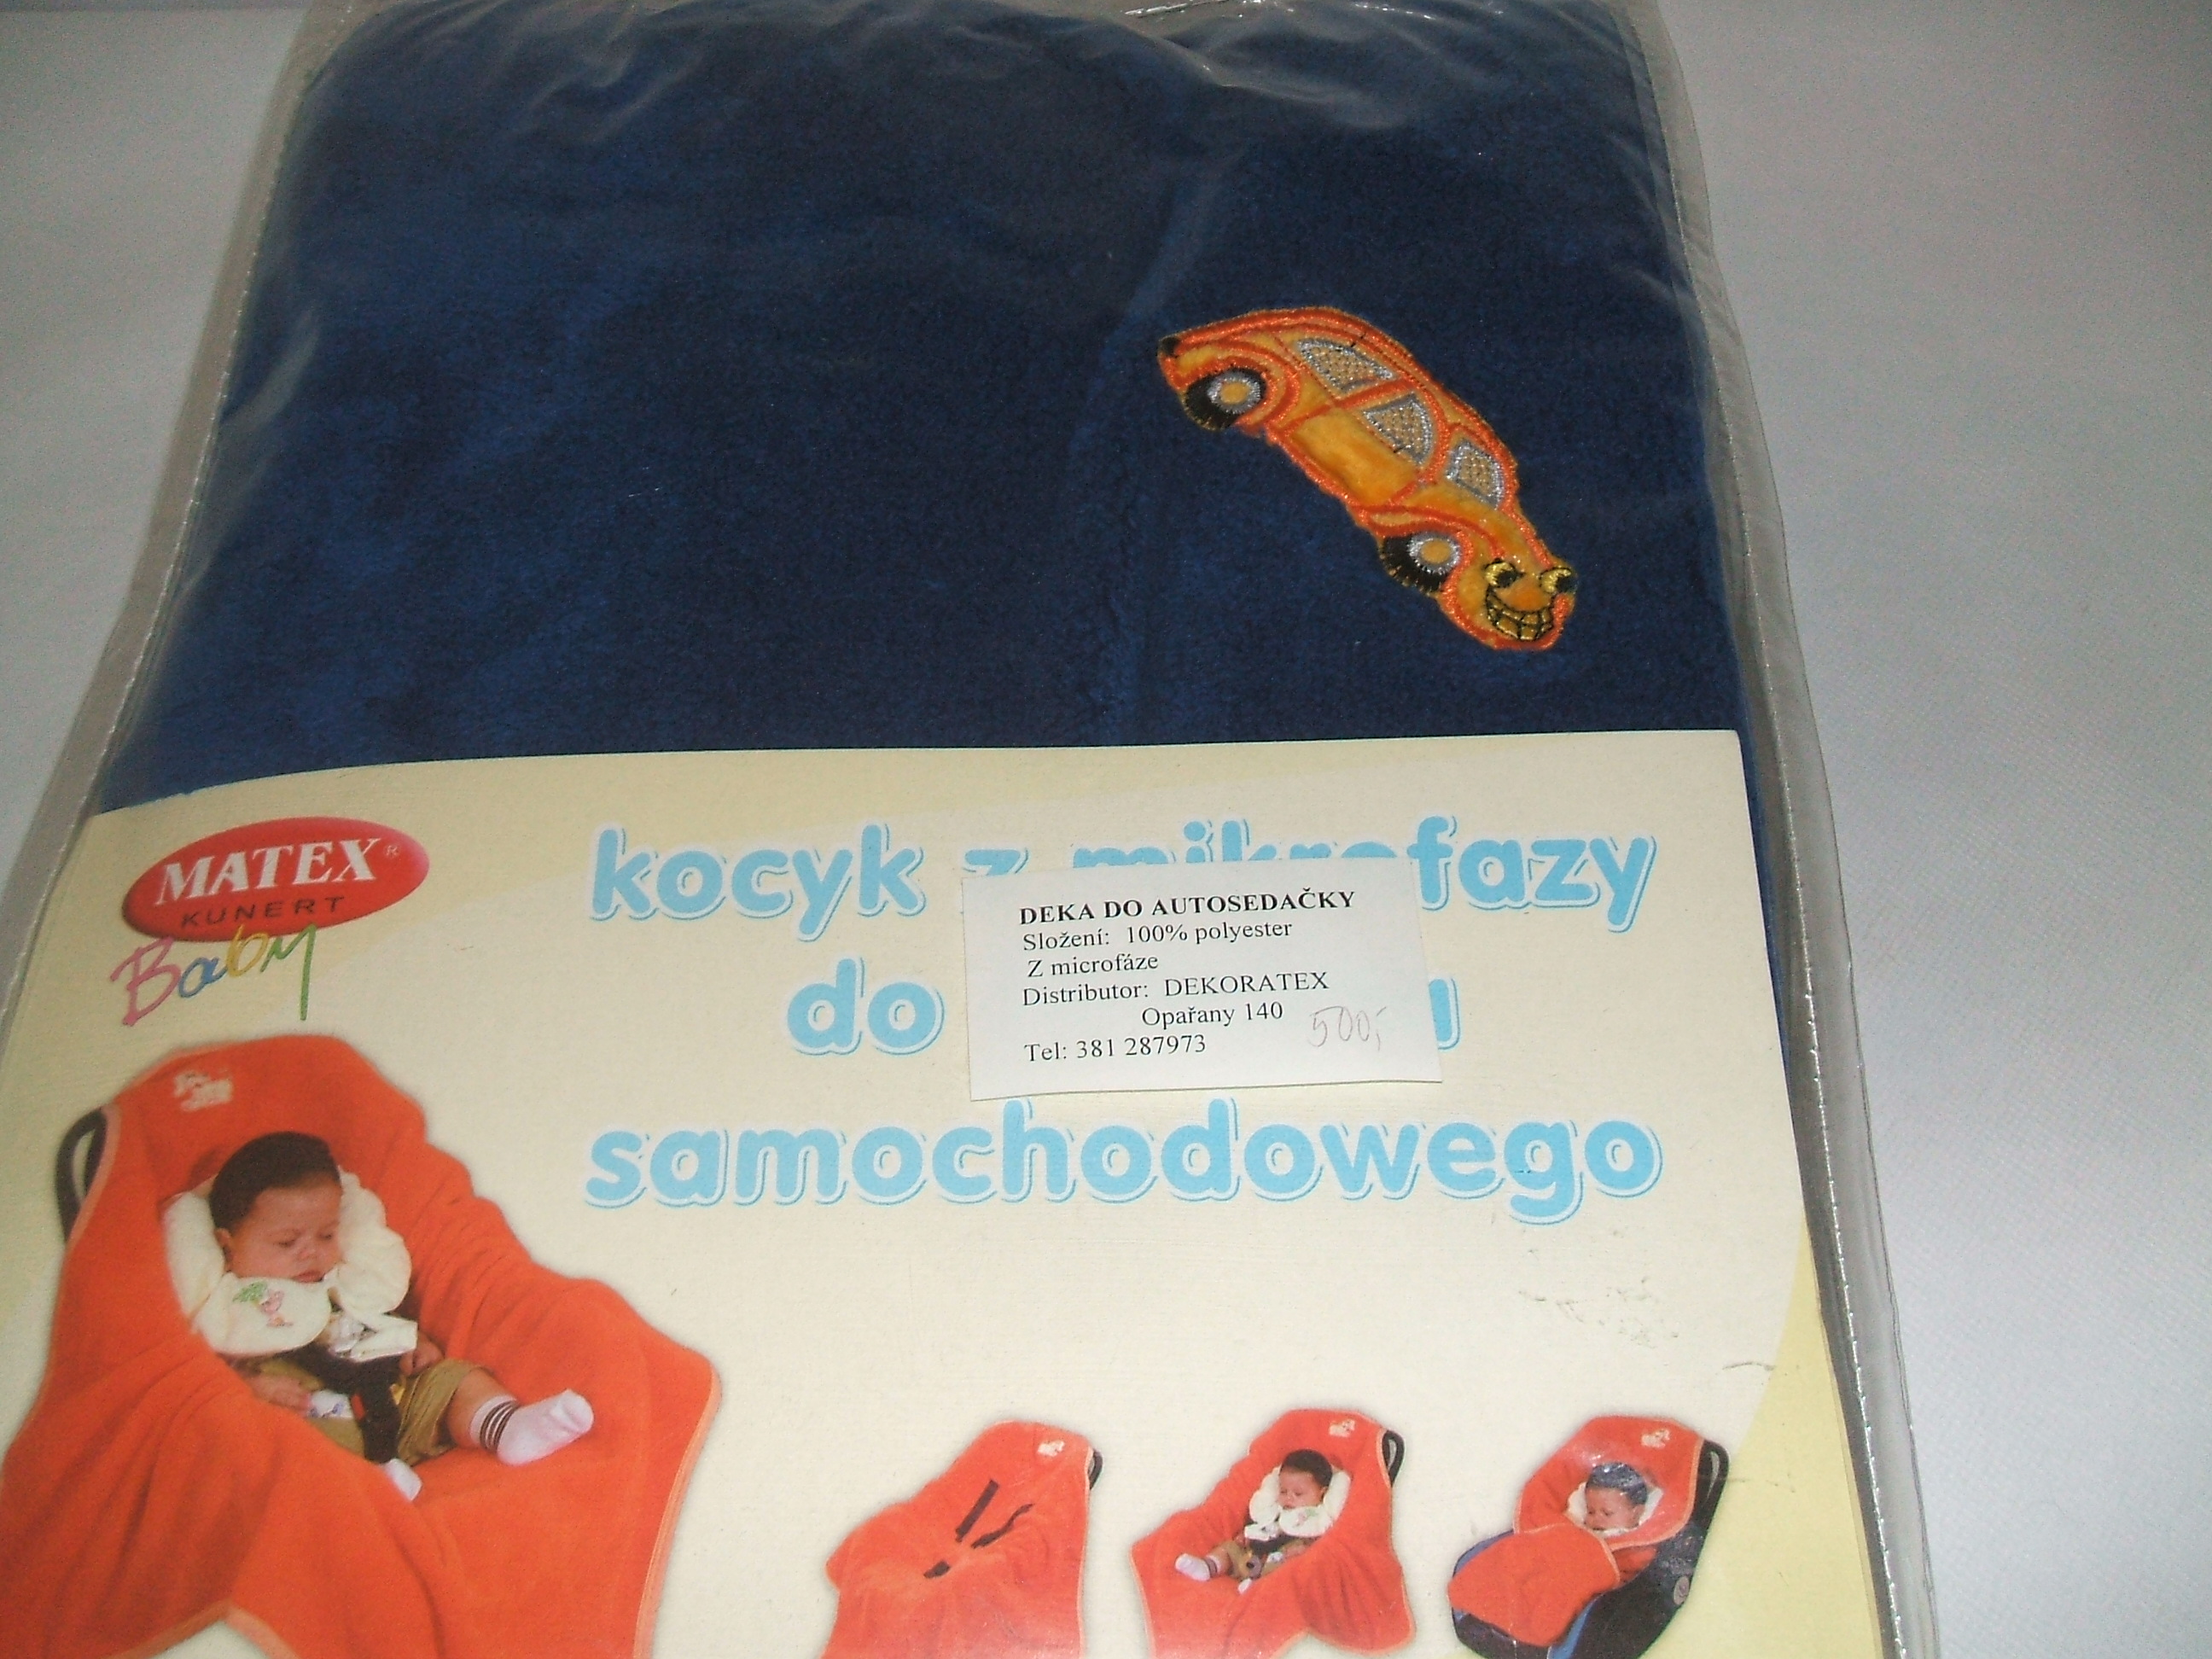 MATEX R
KUNERT
Baby
kocyk z mikrofazy
do
samochodowego
DEKA DO AUTOSEDAČKY
Složení: 100% polyester
Z microfáze
Distributor: DEKORATEX
Opařany 140
500,-
Tel: 381 287973